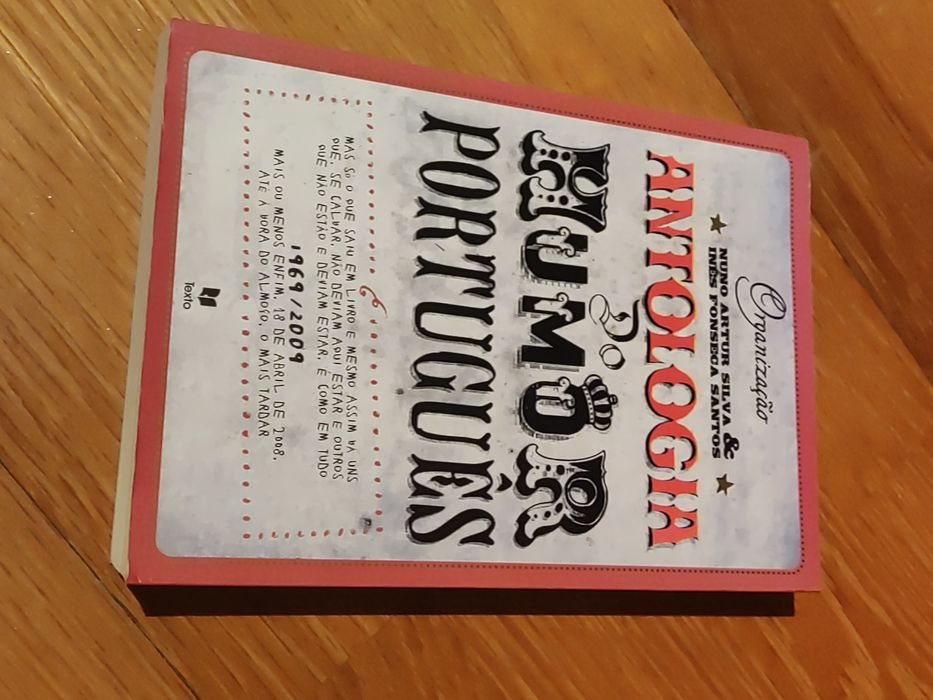 Organização
NUNO ARTUR SILVA &
INÊS FONSECA SANTOS
ANTOLOGIA
do
HUMOR
PORTUGUÊS
MAS SÓ O QUE SAIU EM LIVRO E MESMO ASSIM HÁ UNS
QUE, SE CALHAR, NÃO DEVIAM AQUI ESTAR E OUTROS
QUE NÃO ESTÃO E DEVIAM ESTAR. E COMO EM TUDO
1969/2009
MAIS OU MENOS ENFIM, 18 DE ABRIL DE 2008,
ATÉ À HORA DO ALMOÇO, O MAIS TARDAR
Texto